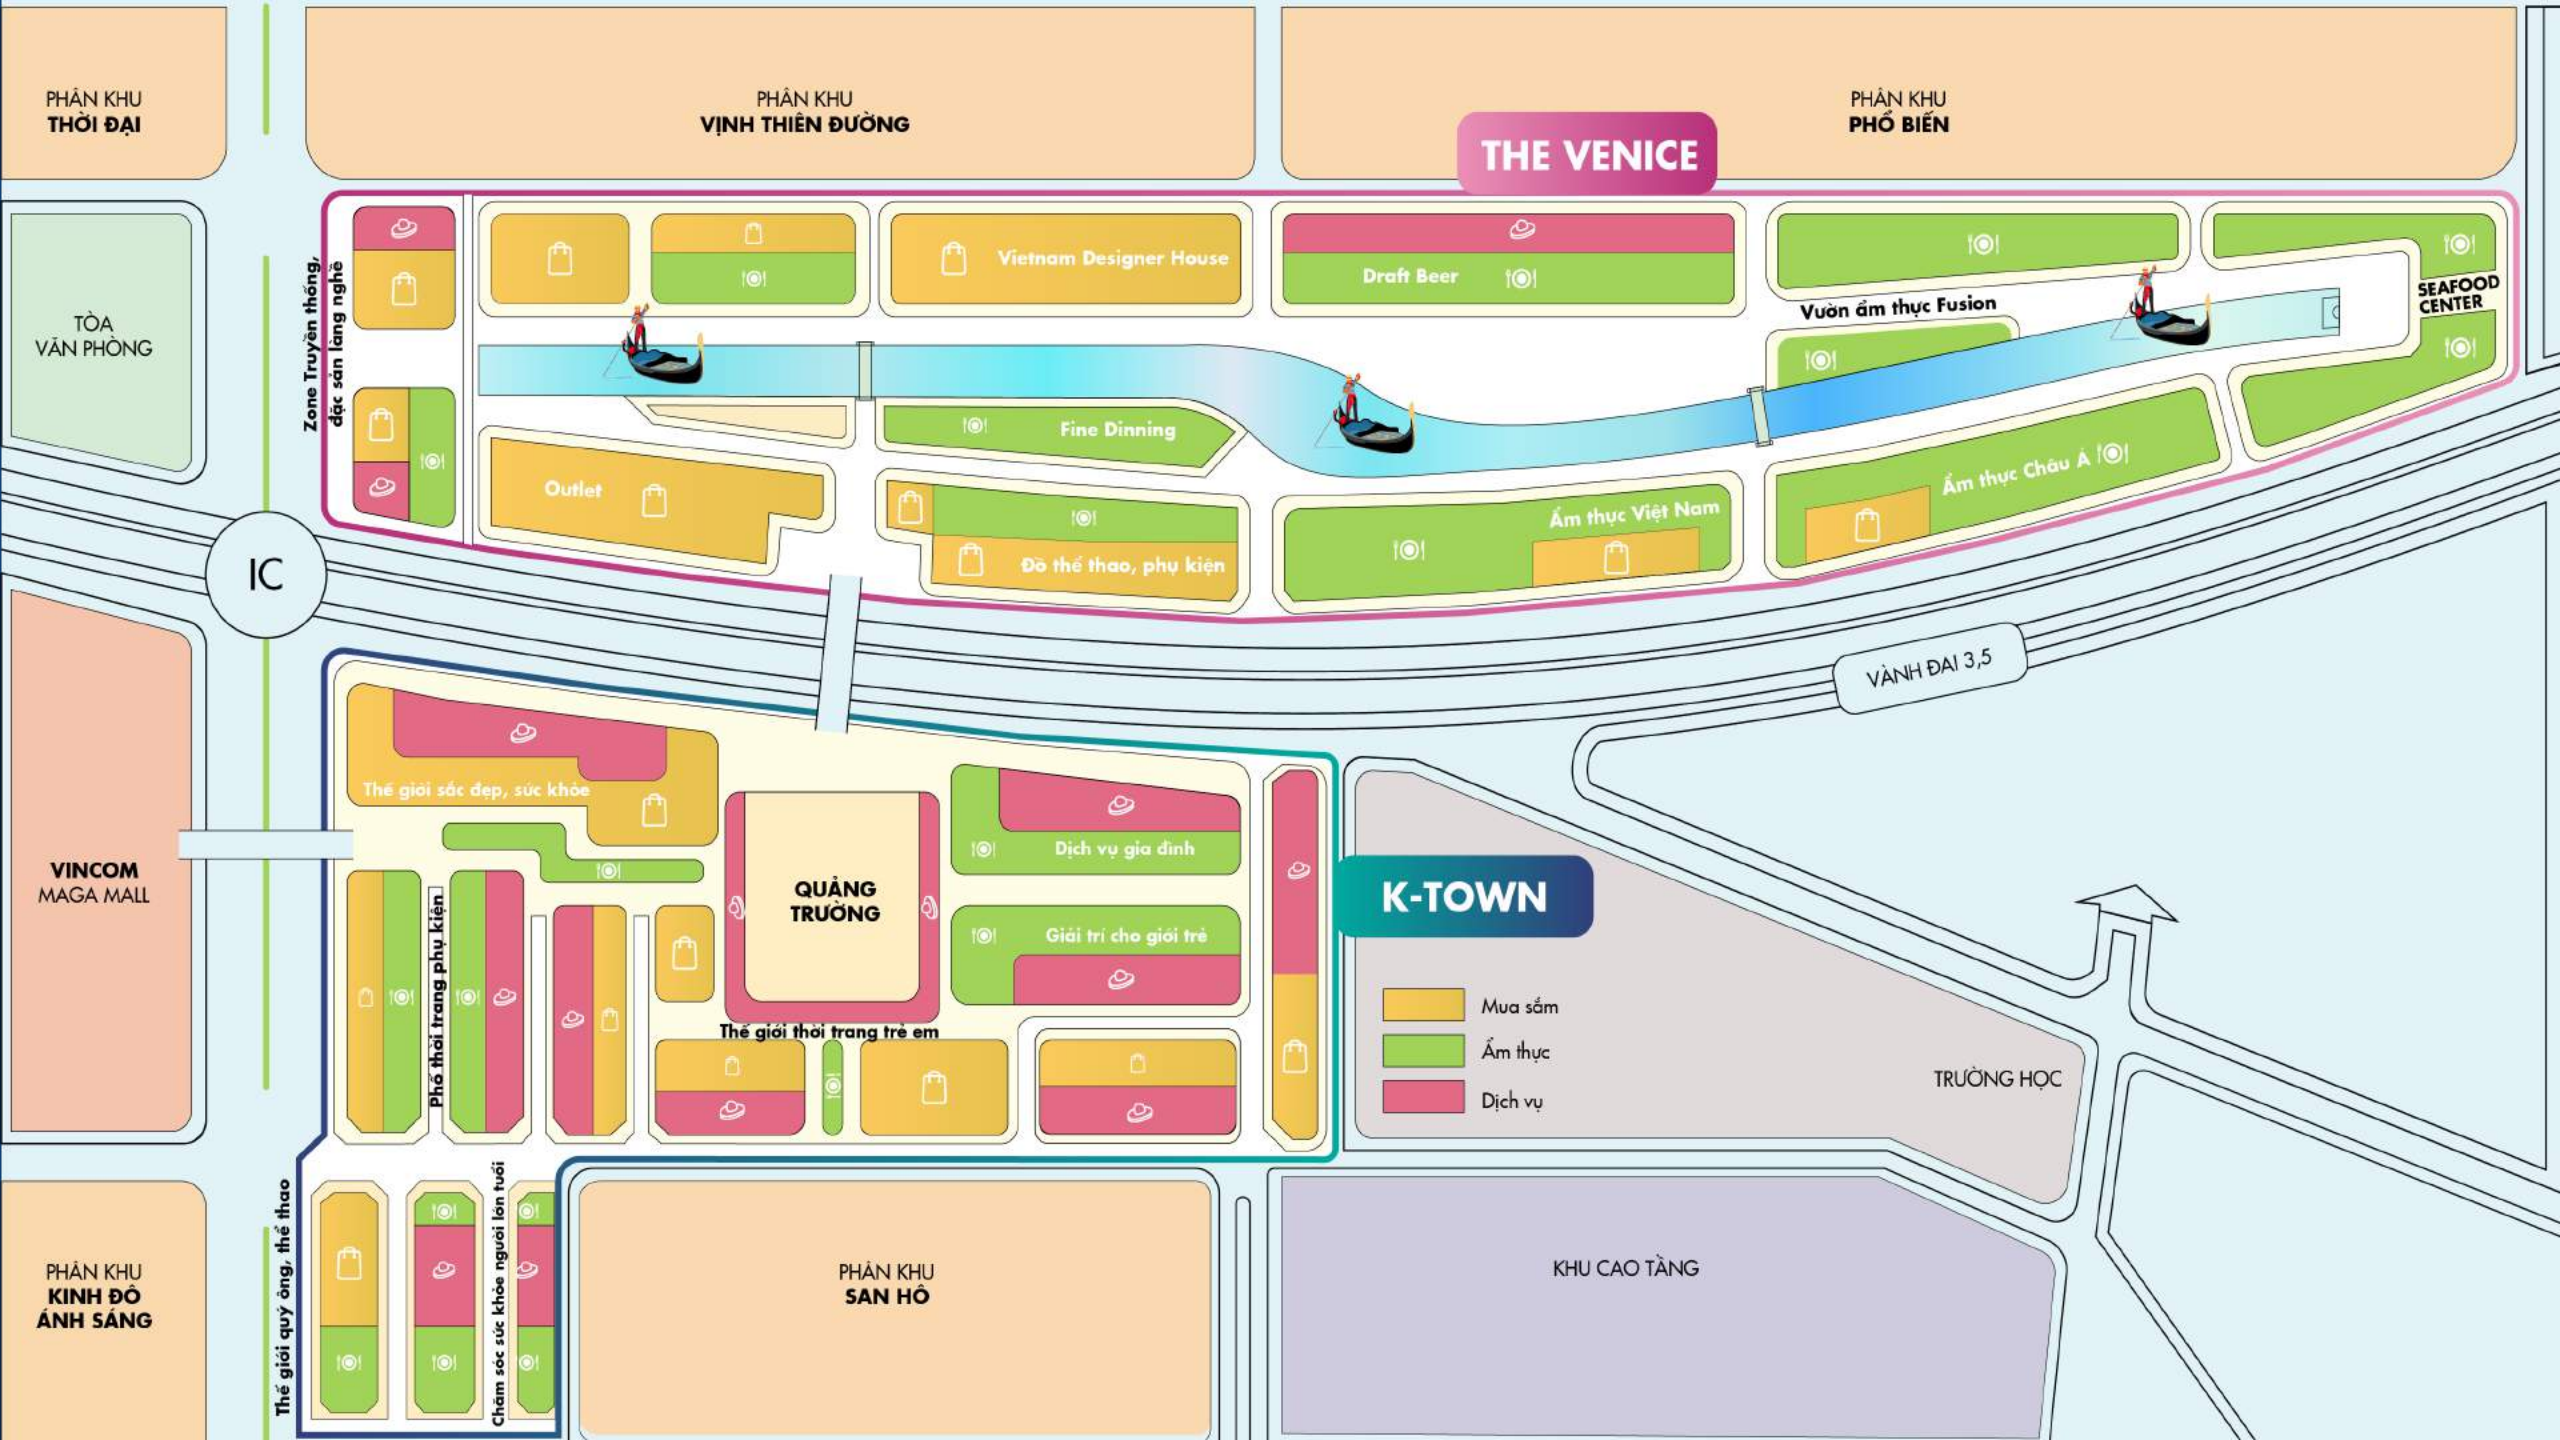 PHÂN KHU
THỜI ĐẠI
PHÂN KHU
VỊNH THIÊN ĐƯỜNG
PHÂN KHU
PHỐ BIỂN
THE VENICE
TÒA
VĂN PHÒNG
Zone Truyền thống,
đặc sản làng nghề
Vietnam Designer House
Draft Beer
Vườn ẩm thực Fusion
SEAFOOD
CENTER
Fine Dinning
Outlet
Đồ thể thao, phụ kiện
Ẩm thực Việt Nam
Ẩm thực Châu Á
IC
VÀNH ĐAI 3,5
VINCOM
MAGA MALL
Thế giới sắc đẹp, sức khỏe
QUẢNG
TRƯỜNG
Dịch vụ gia đình
Giải trí cho giới trẻ
K-TOWN
Phố thời trang phụ kiện
Thế giới thời trang trẻ em
Mua sắm
Ẩm thực
Dịch vụ
TRƯỜNG HỌC
Thế giới quý ông, thể thao
Chăm sóc sức khỏe người lớn tuổi
PHÂN KHU
KINH ĐÔ
ÁNH SÁNG
PHÂN KHU
SAN HÔ
KHU CAO TẦNG